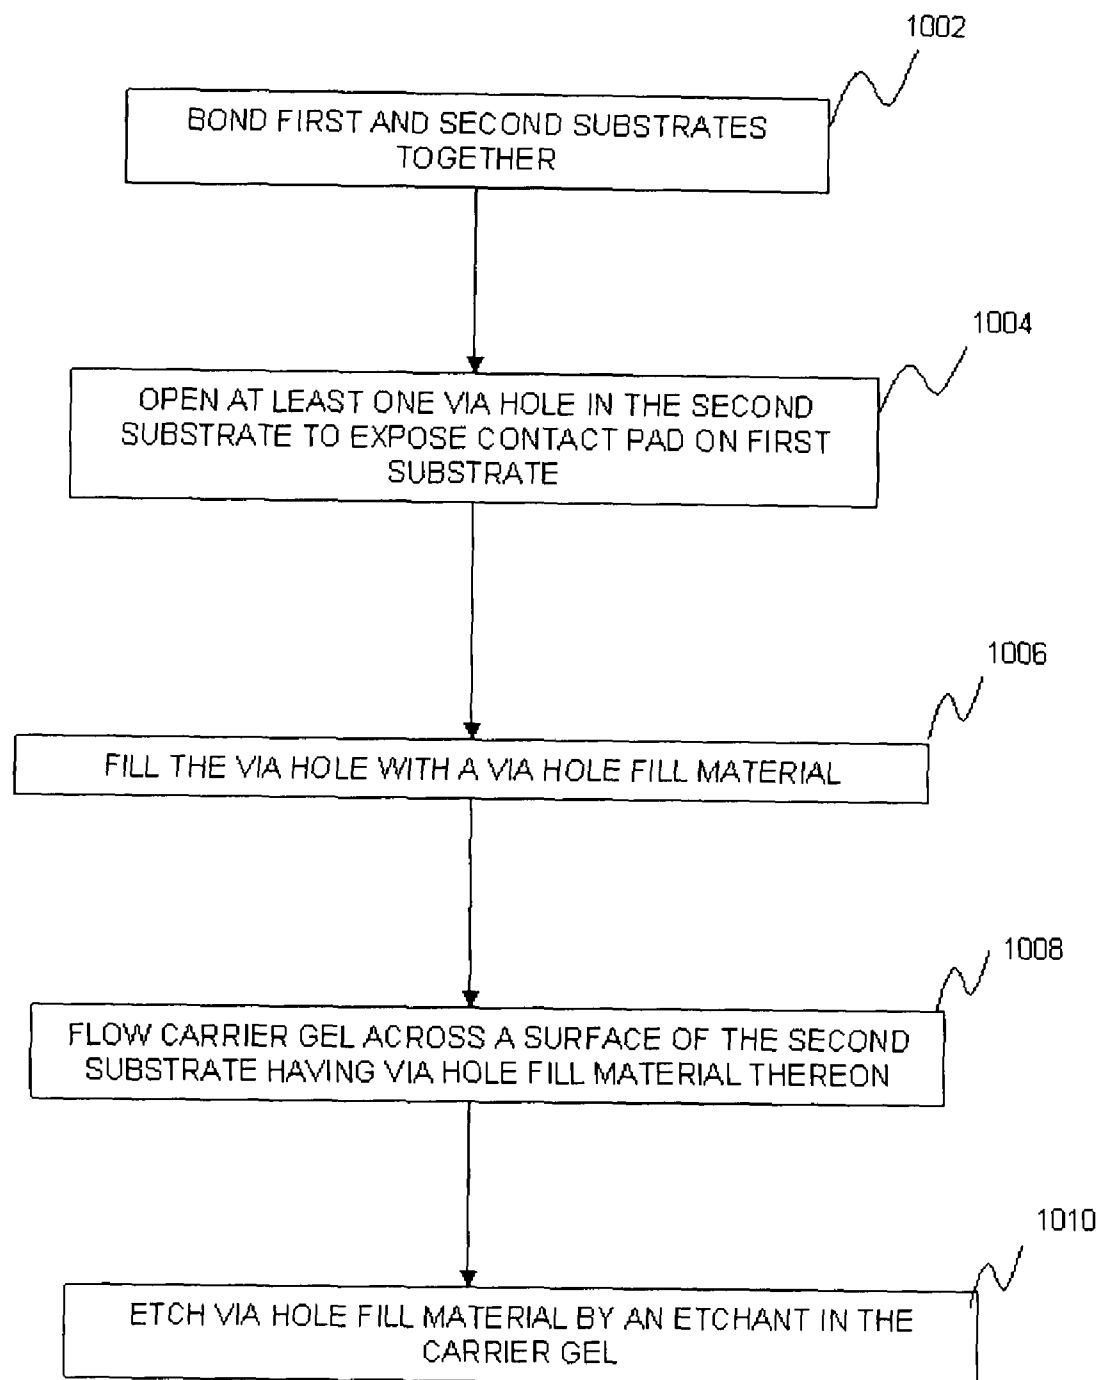 1002
BOND FIRST AND SECOND SUBSTRATES
TOGETHER
1004
OPEN AT LEAST ONE VIA HOLE IN THE SECOND
SUBSTRATE TO EXPOSE CONTACT PAD ON FIRST
SUBSTRATE
1006
FILL THE VIA HOLE WITH A VIA HOLE FILL MATERIAL
1008
FLOW CARRIER GEL ACROSS A SURFACE OF THE SECOND
SUBSTRATE HAVING VIA HOLE FILL MATERIAL THEREON
1010
ETCH VIA HOLE FILL MATERIAL BY AN ETCHANT IN THE
CARRIER GEL